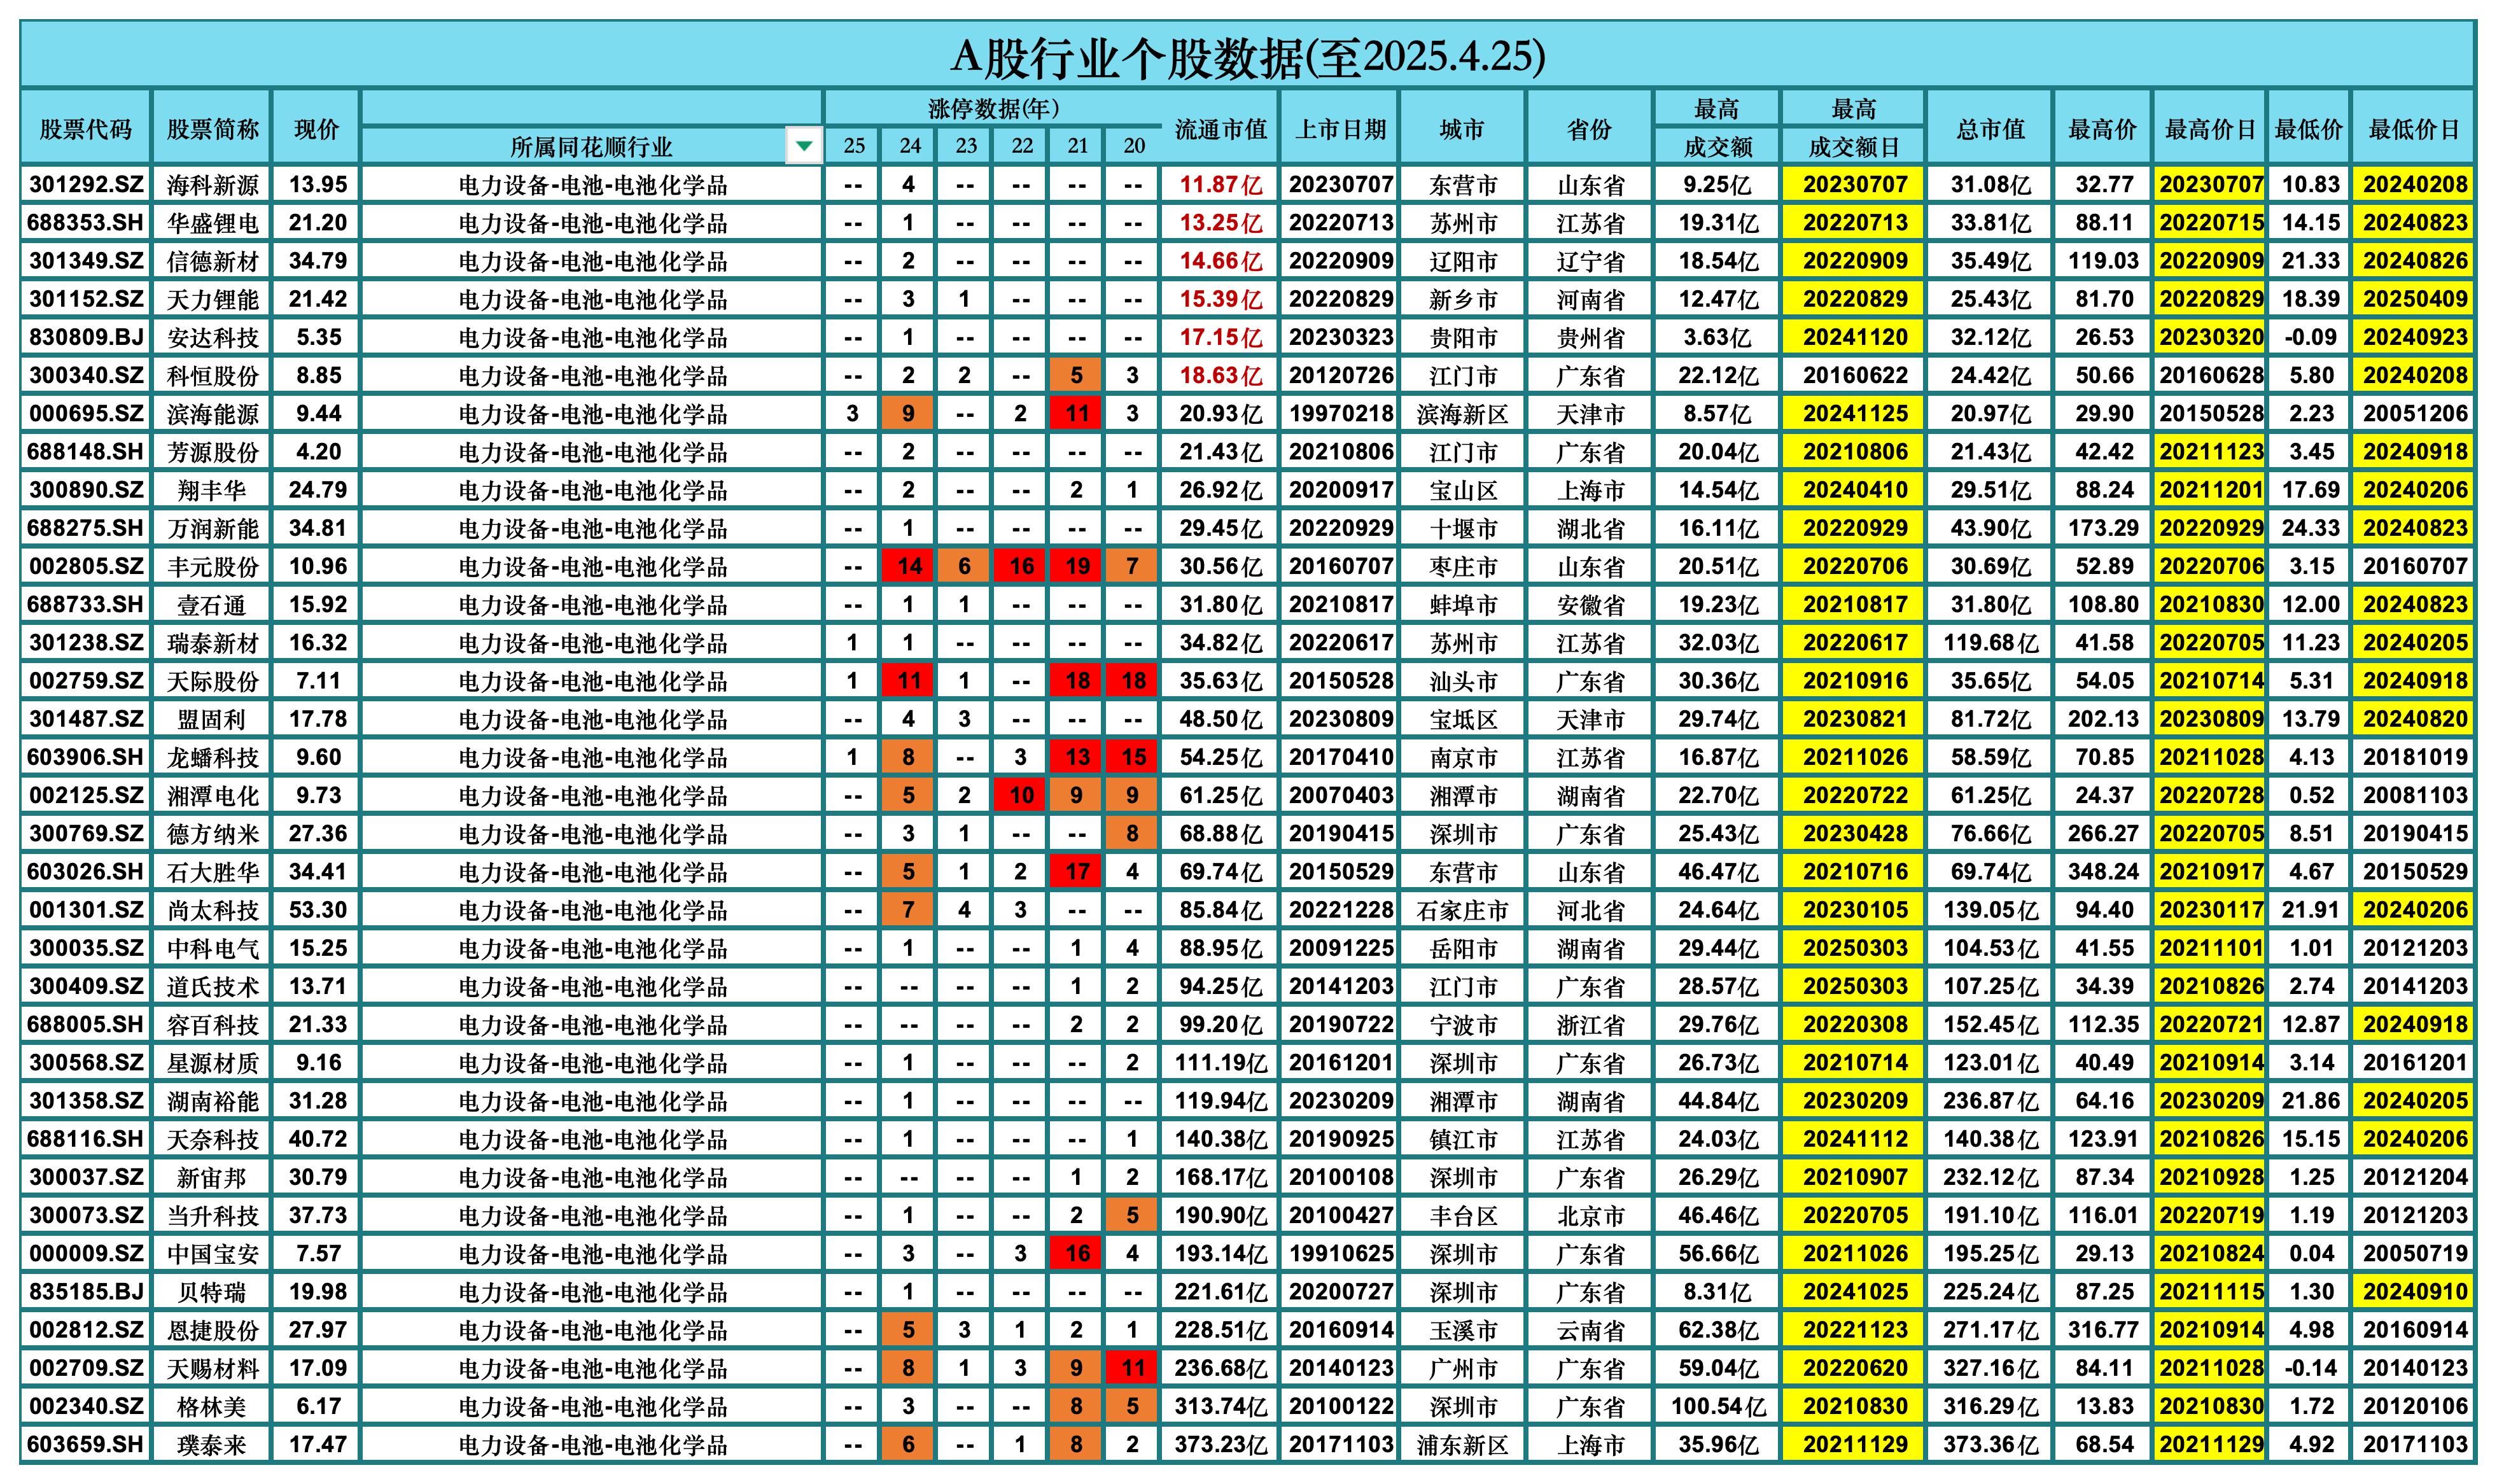 A股行业个股数据(至2025.4.25)
股票代码 股票简称 现价 所属同花顺行业 涨停数据(年) 25 24 23 22 21 20 流通市值 上市日期 城市 省份 最高成交额 最高成交额日 总市值 最高价 最高价日 最低价 最低价日
301292.SZ 海科新源 13.95 电力设备-电池-电池化学品 -- 4 -- -- -- -- 11.87亿 20230707 东营市 山东省 9.25亿 20230707 31.08亿 32.77 20230707 10.83 20240208
688353.SH 华盛锂电 21.20 电力设备-电池-电池化学品 -- 1 -- -- -- -- 13.25亿 20220713 苏州市 江苏省 19.31亿 20220713 33.81亿 88.11 20220715 14.15 20240823
301349.SZ 信德新材 34.79 电力设备-电池-电池化学品 -- 2 -- -- -- -- 14.66亿 20220909 辽阳市 辽宁省 18.54亿 20220909 35.49亿 119.03 20220909 21.33 20240826
301152.SZ 天力锂能 21.42 电力设备-电池-电池化学品 -- 3 1 -- -- -- 15.39亿 20220829 新乡市 河南省 12.47亿 20220829 25.43亿 81.70 20220829 18.39 20250409
830809.BJ 安达科技 5.35 电力设备-电池-电池化学品 -- 1 -- -- -- -- 17.15亿 20230323 贵阳市 贵州省 3.63亿 20241120 32.12亿 26.53 20230320 -0.09 20240923
300340.SZ 科恒股份 8.85 电力设备-电池-电池化学品 -- 2 2 -- 5 3 18.63亿 20120726 江门市 广东省 22.12亿 20160622 24.42亿 50.66 20160628 5.80 20240208
000695.SZ 滨海能源 9.44 电力设备-电池-电池化学品 3 9 -- 2 11 3 20.93亿 19970218 滨海新区 天津市 8.57亿 20241125 20.97亿 29.90 20150528 2.23 20051206
688148.SH 芳源股份 4.20 电力设备-电池-电池化学品 -- 2 -- -- -- -- 21.43亿 20210806 江门市 广东省 20.04亿 20210806 21.43亿 42.42 20211123 3.45 20240918
300890.SZ 翔丰华 24.79 电力设备-电池-电池化学品 -- 2 -- -- 2 1 26.92亿 20200917 宝山区 上海市 14.54亿 20240410 29.51亿 88.24 20211201 17.69 20240206
688275.SH 万润新能 34.81 电力设备-电池-电池化学品 -- 1 -- -- -- -- 29.45亿 20220929 十堰市 湖北省 16.11亿 20220929 43.90亿 173.29 20220929 24.33 20240823
002805.SZ 丰元股份 10.96 电力设备-电池-电池化学品 -- 14 6 16 19 7 30.56亿 20160707 枣庄市 山东省 20.51亿 20220706 30.69亿 52.89 20220706 3.15 20160707
688733.SH 壹石通 15.92 电力设备-电池-电池化学品 -- 1 1 -- -- -- 31.80亿 20210817 蚌埠市 安徽省 19.23亿 20210817 31.80亿 108.80 20210830 12.00 20240823
301238.SZ 瑞泰新材 16.32 电力设备-电池-电池化学品 1 1 -- -- -- -- 34.82亿 20220617 苏州市 江苏省 32.03亿 20220617 119.68亿 41.58 20220705 11.23 20240205
002759.SZ 天际股份 7.11 电力设备-电池-电池化学品 1 11 1 -- 18 18 35.63亿 20150528 汕头市 广东省 30.36亿 20210916 35.65亿 54.05 20210714 5.31 20240918
301487.SZ 盟固利 17.78 电力设备-电池-电池化学品 -- 4 3 -- -- -- 48.50亿 20230809 宝坻区 天津市 29.74亿 20230821 81.72亿 202.13 20230809 13.79 20240820
603906.SH 龙蟠科技 9.60 电力设备-电池-电池化学品 1 8 -- 3 13 15 54.25亿 20170410 南京市 江苏省 16.87亿 20211026 58.59亿 70.85 20211028 4.13 20181019
002125.SZ 湘潭电化 9.73 电力设备-电池-电池化学品 -- 5 2 10 9 9 61.25亿 20070403 湘潭市 湖南省 22.70亿 20220722 61.25亿 24.37 20220728 0.52 20081103
300769.SZ 德方纳米 27.36 电力设备-电池-电池化学品 -- 3 1 -- -- 8 68.88亿 20190415 深圳市 广东省 25.43亿 20230428 76.66亿 266.27 20220705 8.51 20190415
603026.SH 石大胜华 34.41 电力设备-电池-电池化学品 -- 5 1 2 17 4 69.74亿 20150529 东营市 山东省 46.47亿 20210716 69.74亿 348.24 20210917 4.67 20150529
001301.SZ 尚太科技 53.30 电力设备-电池-电池化学品 -- 7 4 3 -- -- 85.84亿 20221228 石家庄市 河北省 24.64亿 20230105 139.05亿 94.40 20230117 21.91 20240206
300035.SZ 中科电气 15.25 电力设备-电池-电池化学品 -- 1 -- -- 1 4 88.95亿 20091225 岳阳市 湖南省 29.44亿 20250303 104.53亿 41.55 20211101 1.01 20121203
300409.SZ 道氏技术 13.71 电力设备-电池-电池化学品 -- -- -- -- 1 2 94.25亿 20141203 江门市 广东省 28.57亿 20250303 107.25亿 34.39 20210826 2.74 20141203
688005.SH 容百科技 21.33 电力设备-电池-电池化学品 -- -- -- -- 2 2 99.20亿 20190722 宁波市 浙江省 29.76亿 20220308 152.45亿 112.35 20220721 12.87 20240918
300568.SZ 星源材质 9.16 电力设备-电池-电池化学品 -- 1 -- -- -- 2 111.19亿 20161201 深圳市 广东省 26.73亿 20210714 123.01亿 40.49 20210914 3.14 20161201
301358.SZ 湖南裕能 31.28 电力设备-电池-电池化学品 -- 1 -- -- -- -- 119.94亿 20230209 湘潭市 湖南省 44.84亿 20230209 236.87亿 64.16 20230209 21.86 20240205
688116.SH 天奈科技 40.72 电力设备-电池-电池化学品 -- 1 -- -- -- 1 140.38亿 20190925 镇江市 江苏省 24.03亿 20241112 140.38亿 123.91 20210826 15.15 20240206
300037.SZ 新宙邦 30.79 电力设备-电池-电池化学品 -- -- -- -- 1 2 168.17亿 20100108 深圳市 广东省 26.29亿 20210907 232.12亿 87.34 20210928 1.25 20121204
300073.SZ 当升科技 37.73 电力设备-电池-电池化学品 -- 1 -- -- 2 5 190.90亿 20100427 丰台区 北京市 46.46亿 20220705 191.10亿 116.01 20220719 1.19 20121203
000009.SZ 中国宝安 7.57 电力设备-电池-电池化学品 -- 3 -- 3 16 4 193.14亿 19910625 深圳市 广东省 56.66亿 20211026 195.25亿 29.13 20210824 0.04 20050719
835185.BJ 贝特瑞 19.98 电力设备-电池-电池化学品 -- 1 -- -- -- -- 221.61亿 20200727 深圳市 广东省 8.31亿 20241025 225.24亿 87.25 20211115 1.30 20240910
002812.SZ 恩捷股份 27.97 电力设备-电池-电池化学品 -- 5 3 1 2 1 228.51亿 20160914 玉溪市 云南省 62.38亿 20221123 271.17亿 316.77 20210914 4.98 20160914
002709.SZ 天赐材料 17.09 电力设备-电池-电池化学品 -- 8 1 3 9 11 236.68亿 20140123 广州市 广东省 59.04亿 20220620 327.16亿 84.11 20211028 -0.14 20140123
002340.SZ 格林美 6.17 电力设备-电池-电池化学品 -- 3 -- -- 8 5 313.74亿 20100122 深圳市 广东省 100.54亿 20210830 316.29亿 13.83 20210830 1.72 20120106
603659.SH 璞泰来 17.47 电力设备-电池-电池化学品 -- 6 -- 1 8 2 373.23亿 20171103 浦东新区 上海市 35.96亿 20211129 373.36亿 68.54 20211129 4.92 20171103